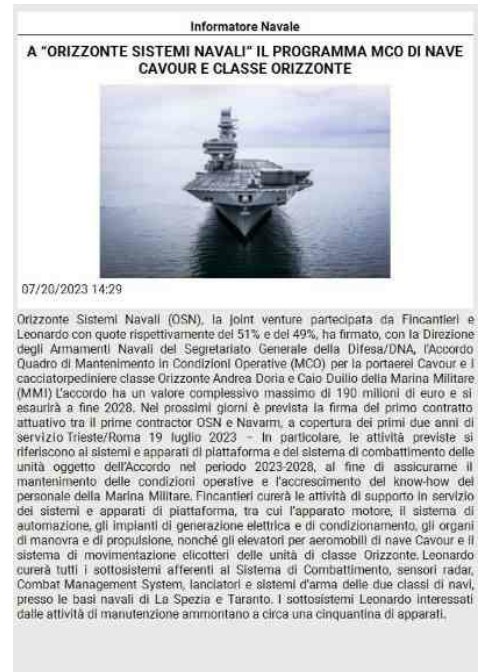 Informatore Navale
A “ORIZZONTE SISTEMI NAVALI” IL PROGRAMMA MCO DI NAVE
CAVOUR E CLASSE ORIZZONTE
07/20/2023 14:29
Orizzonte Sistemi Navali (OSN), la joint venture partecipata da Fincantieri e
Leonardo con quote rispettivamente del 51% e del 49%, ha firmato, con la Direzione
degli Armamenti Navali del Segretariato Generale della Difesa/DNA, l'Accordo
Quadro di Mantenimento in Condizioni Operative (MCO) per la portaerei Cavour e i
cacciatorpediniere classe Orizzonte Andrea Doria e Caio Duilio della Marina Militare
(MMI) L'accordo ha un valore complessivo massimo di 190 milioni di euro e si
esaurirà a fine 2028. Nei prossimi giorni è prevista la firma del primo contratto
attuativo tra il prime contractor OSN e Navarm, a copertura dei primi due anni di
servizio Trieste/Roma 19 luglio 2023 – In particolare, le attività previste si
riferiscono ai sistemi e apparati di piattaforma e del sistema di combattimento delle
unità oggetto dell'Accordo nel periodo 2023-2028, al fine di assicurarne il
mantenimento delle condizioni operative e l'accrescimento del know-how del
personale della Marina Militare. Fincantieri curerà le attività di supporto in servizio
dei sistemi e apparati di piattaforma, tra cui l'apparato motore, il sistema di
automazione, gli impianti di generazione elettrica e di condizionamento, gli organi
di manovra e di propulsione, nonché gli elevatori per aeromobili di nave Cavour e il
sistema di movimentazione elicotteri delle unità di classe Orizzonte. Leonardo
curerà tutti i sottosistemi afferenti al Sistema di Combattimento, sensori radar,
Combat Management System, lanciatori e sistemi d'arma delle due classi di navi,
presso le basi navali di La Spezia e Taranto. I sottosistemi Leonardo interessati
dalle attività di manutenzione ammontano a circa una cinquantina di apparati.